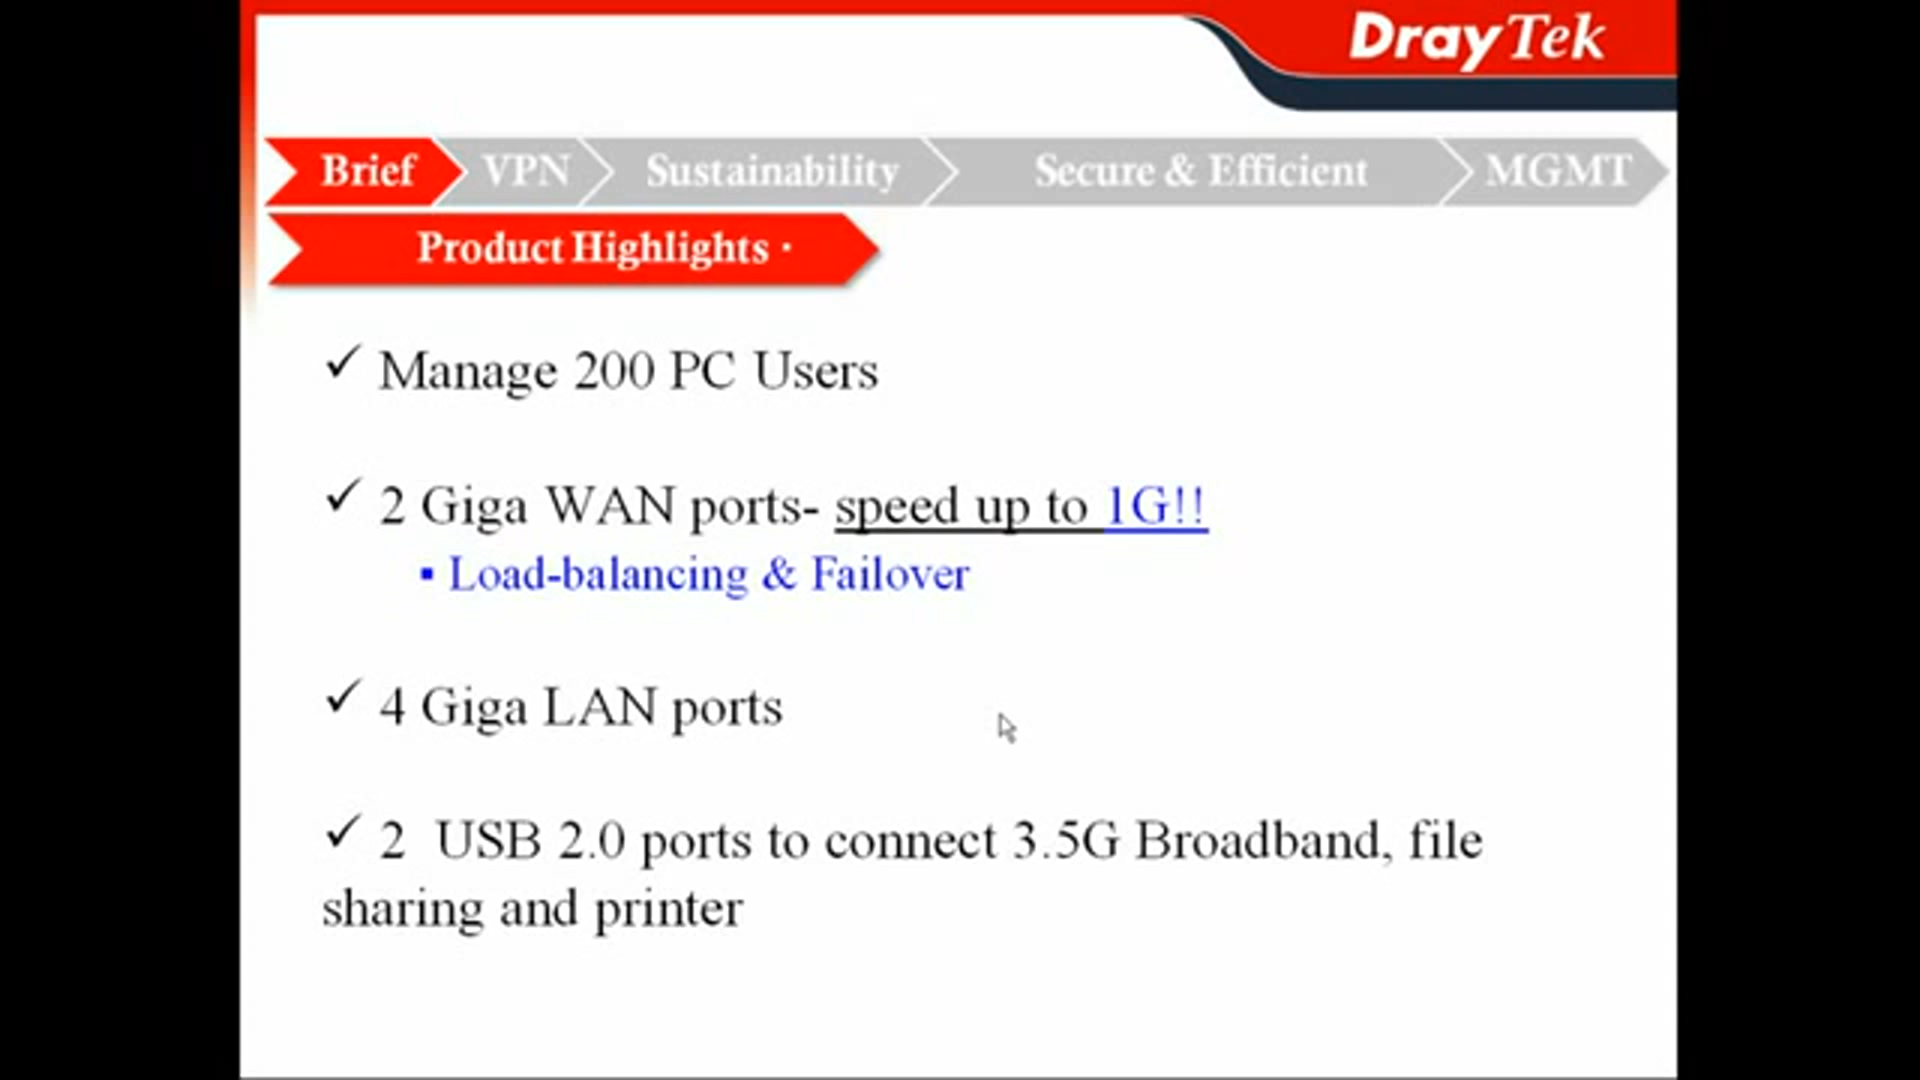 DrayTek
Brief VPN Sustainability Secure & Efficient MGMT
Product Highlights ·
✓ Manage 200 PC Users
✓ 2 Giga WAN ports- speed up to 1G!!
▪ Load-balancing & Failover
✓ 4 Giga LAN ports
✓ 2 USB 2.0 ports to connect 3.5G Broadband, file
sharing and printer